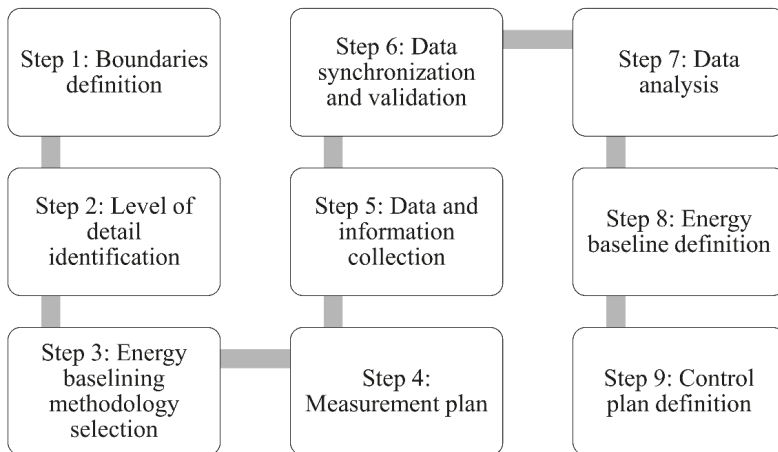 Step 1: Boundaries
definition
Step 2: Level of
detail
identification
Step 3: Energy
baselining
methodology
selection
Step 4:
Measurement plan
Step 5: Data and
information
collection
Step 6: Data
synchronization
and validation
Step 7: Data
analysis
Step 8: Energy
baseline definition
Step 9: Control
plan definition